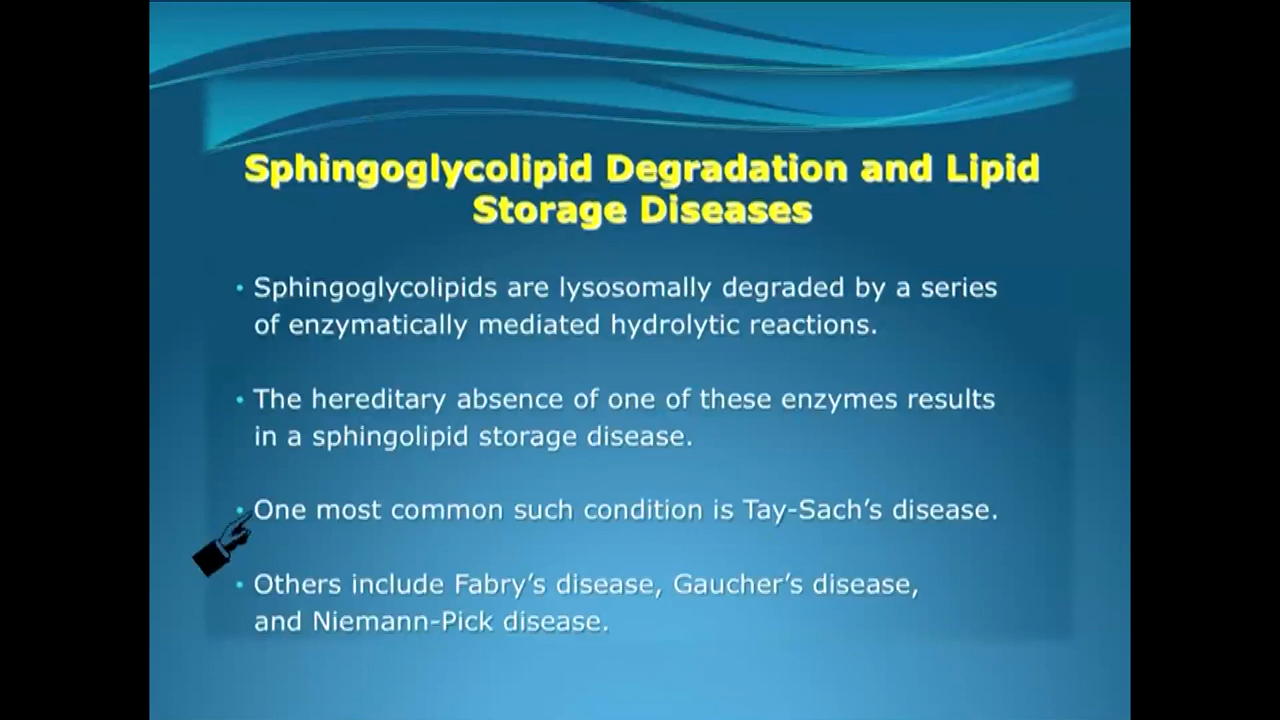 Sphingoglycolipid Degradation and Lipid
Storage Diseases
• Sphingoglycolipids are lysosomally degraded by a series
of enzymatically mediated hydrolytic reactions.
• The hereditary absence of one of these enzymes results
in a sphingolipid storage disease.
• One most common such condition is Tay-Sach’s disease.
• Others include Fabry’s disease, Gaucher’s disease,
and Niemann-Pick disease.